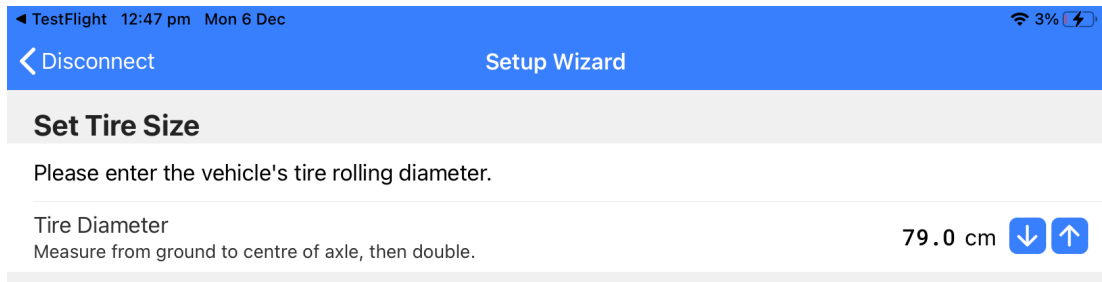 TestFlight 12:47 pm Mon 6 Dec 3%
Disconnect Setup Wizard
Set Tire Size
Please enter the vehicle's tire rolling diameter.
Tire Diameter
Measure from ground to centre of axle, then double.
79.0 cm